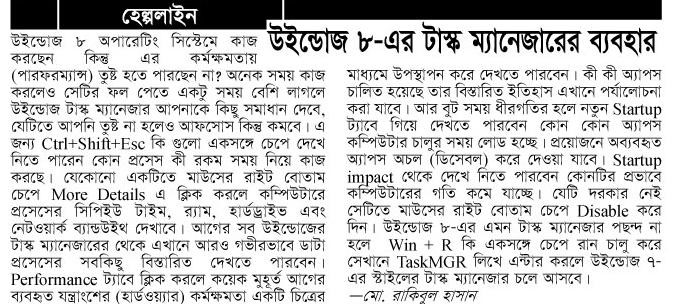 হেল্পলাইন
উইন্ডোজ ৮-এর টাস্ক ম্যানেজারের ব্যবহার
উইন্ডোজ ৮ অপারেটিং সিস্টেমে কাজ
করছেন কিন্তু এর কর্মক্ষমতায়
(পারফরম্যান্স) তুষ্ট হতে পারছেন না? অনেক সময় কাজ
করলেও সেটির ফল পেতে একটু সময় বেশি লাগলে
উইন্ডোজ টাস্ক ম্যানেজার আপনাকে কিছু সমাধান দেবে,
যেটিতে আপনি তুষ্ট না হলেও আফসোস কিন্তু কমবে। এ
জন্য Ctrl+Shift+Esc কি গুলো একসঙ্গে চেপে দেখে
নিতে পারেন কোন প্রসেস কী রকম সময় নিয়ে কাজ
করছে। যেকোনো একটিতে মাউসের রাইট বোতাম
চেপে More Details এ ক্লিক করলে কম্পিউটারে
প্রসেসের সিপিইউ টাইম, র‍্যাম, হার্ডড্রাইভ এবং
নেটওয়ার্ক ব্যান্ডউইথ দেখাবে। আগের সব উইন্ডোজের
টাস্ক ম্যানেজারের থেকে এখানে আরও গভীরভাবে ডাটা
প্রসেসের সবকিছু বিস্তারিত দেখতে পারবেন।
Performance ট্যাবে ক্লিক করলে কয়েক মুহূর্ত আগের
ব্যবহৃত যন্ত্রাংশের (হার্ডওয়্যার) কর্মক্ষমতা একটি চিত্রের
মাধ্যমে উপস্থাপন করে দেখতে পারবেন। কী কী অ্যাপস
চালিত হয়েছে তার বিস্তারিত ইতিহাস এখানে পর্যালোচনা
করা যাবে। আর বুট সময় ধীরগতির হলে নতুন Startup
ট্যাবে গিয়ে দেখতে পারবেন কোন কোন অ্যাপস
কম্পিউটার চালুর সময় লোড হচ্ছে। প্রয়োজনে অব্যবহৃত
অ্যাপস অচল (ডিসেবল) করে দেওয়া যাবে। Startup
impact থেকে দেখে নিতে পারবেন কোনটির প্রভাবে
কম্পিউটারের গতি কমে যাচ্ছে। যেটি দরকার নেই
সেটিতে মাউসের রাইট বোতাম চেপে Disable করে
দিন। উইন্ডোজ ৮-এর এমন টাস্ক ম্যানেজার পছন্দ না
হলে Win + R কি একসঙ্গে চেপে রান চালু করে
সেখানে TaskMGR লিখে এন্টার করলে উইন্ডোজ ৭-
এর স্টাইলের টাস্ক ম্যানেজার চলে আসবে।
—মো. রাকিবুল হাসান